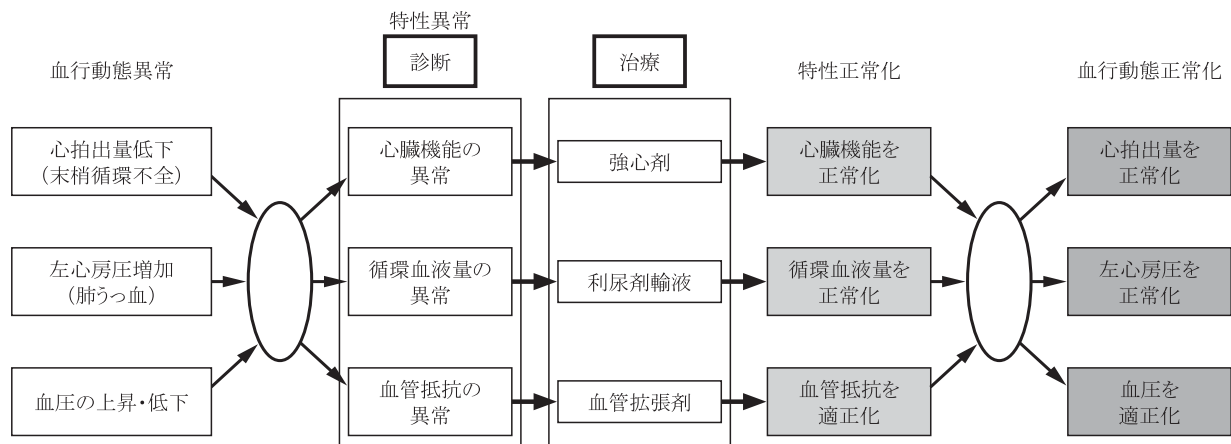 特性異常
診断
治療
血行動態異常
特性正常化
血行動態正常化
心拍出量低下
(末梢循環不全)
心臓機能の
異常
強心剤
心臓機能を
正常化
心拍出量を
正常化
左心房圧増加
(肺うっ血)
循環血液量の
異常
利尿剤輸液
循環血液量を
正常化
左心房圧を
正常化
血圧の上昇・低下
血管抵抗の
異常
血管拡張剤
血管抵抗を
適正化
血圧を
適正化